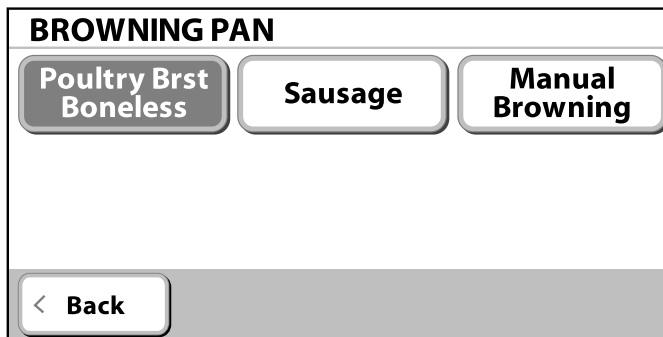 BROWNING PAN
Poultry Brst
Boneless
Sausage
Manual
Browning
< Back